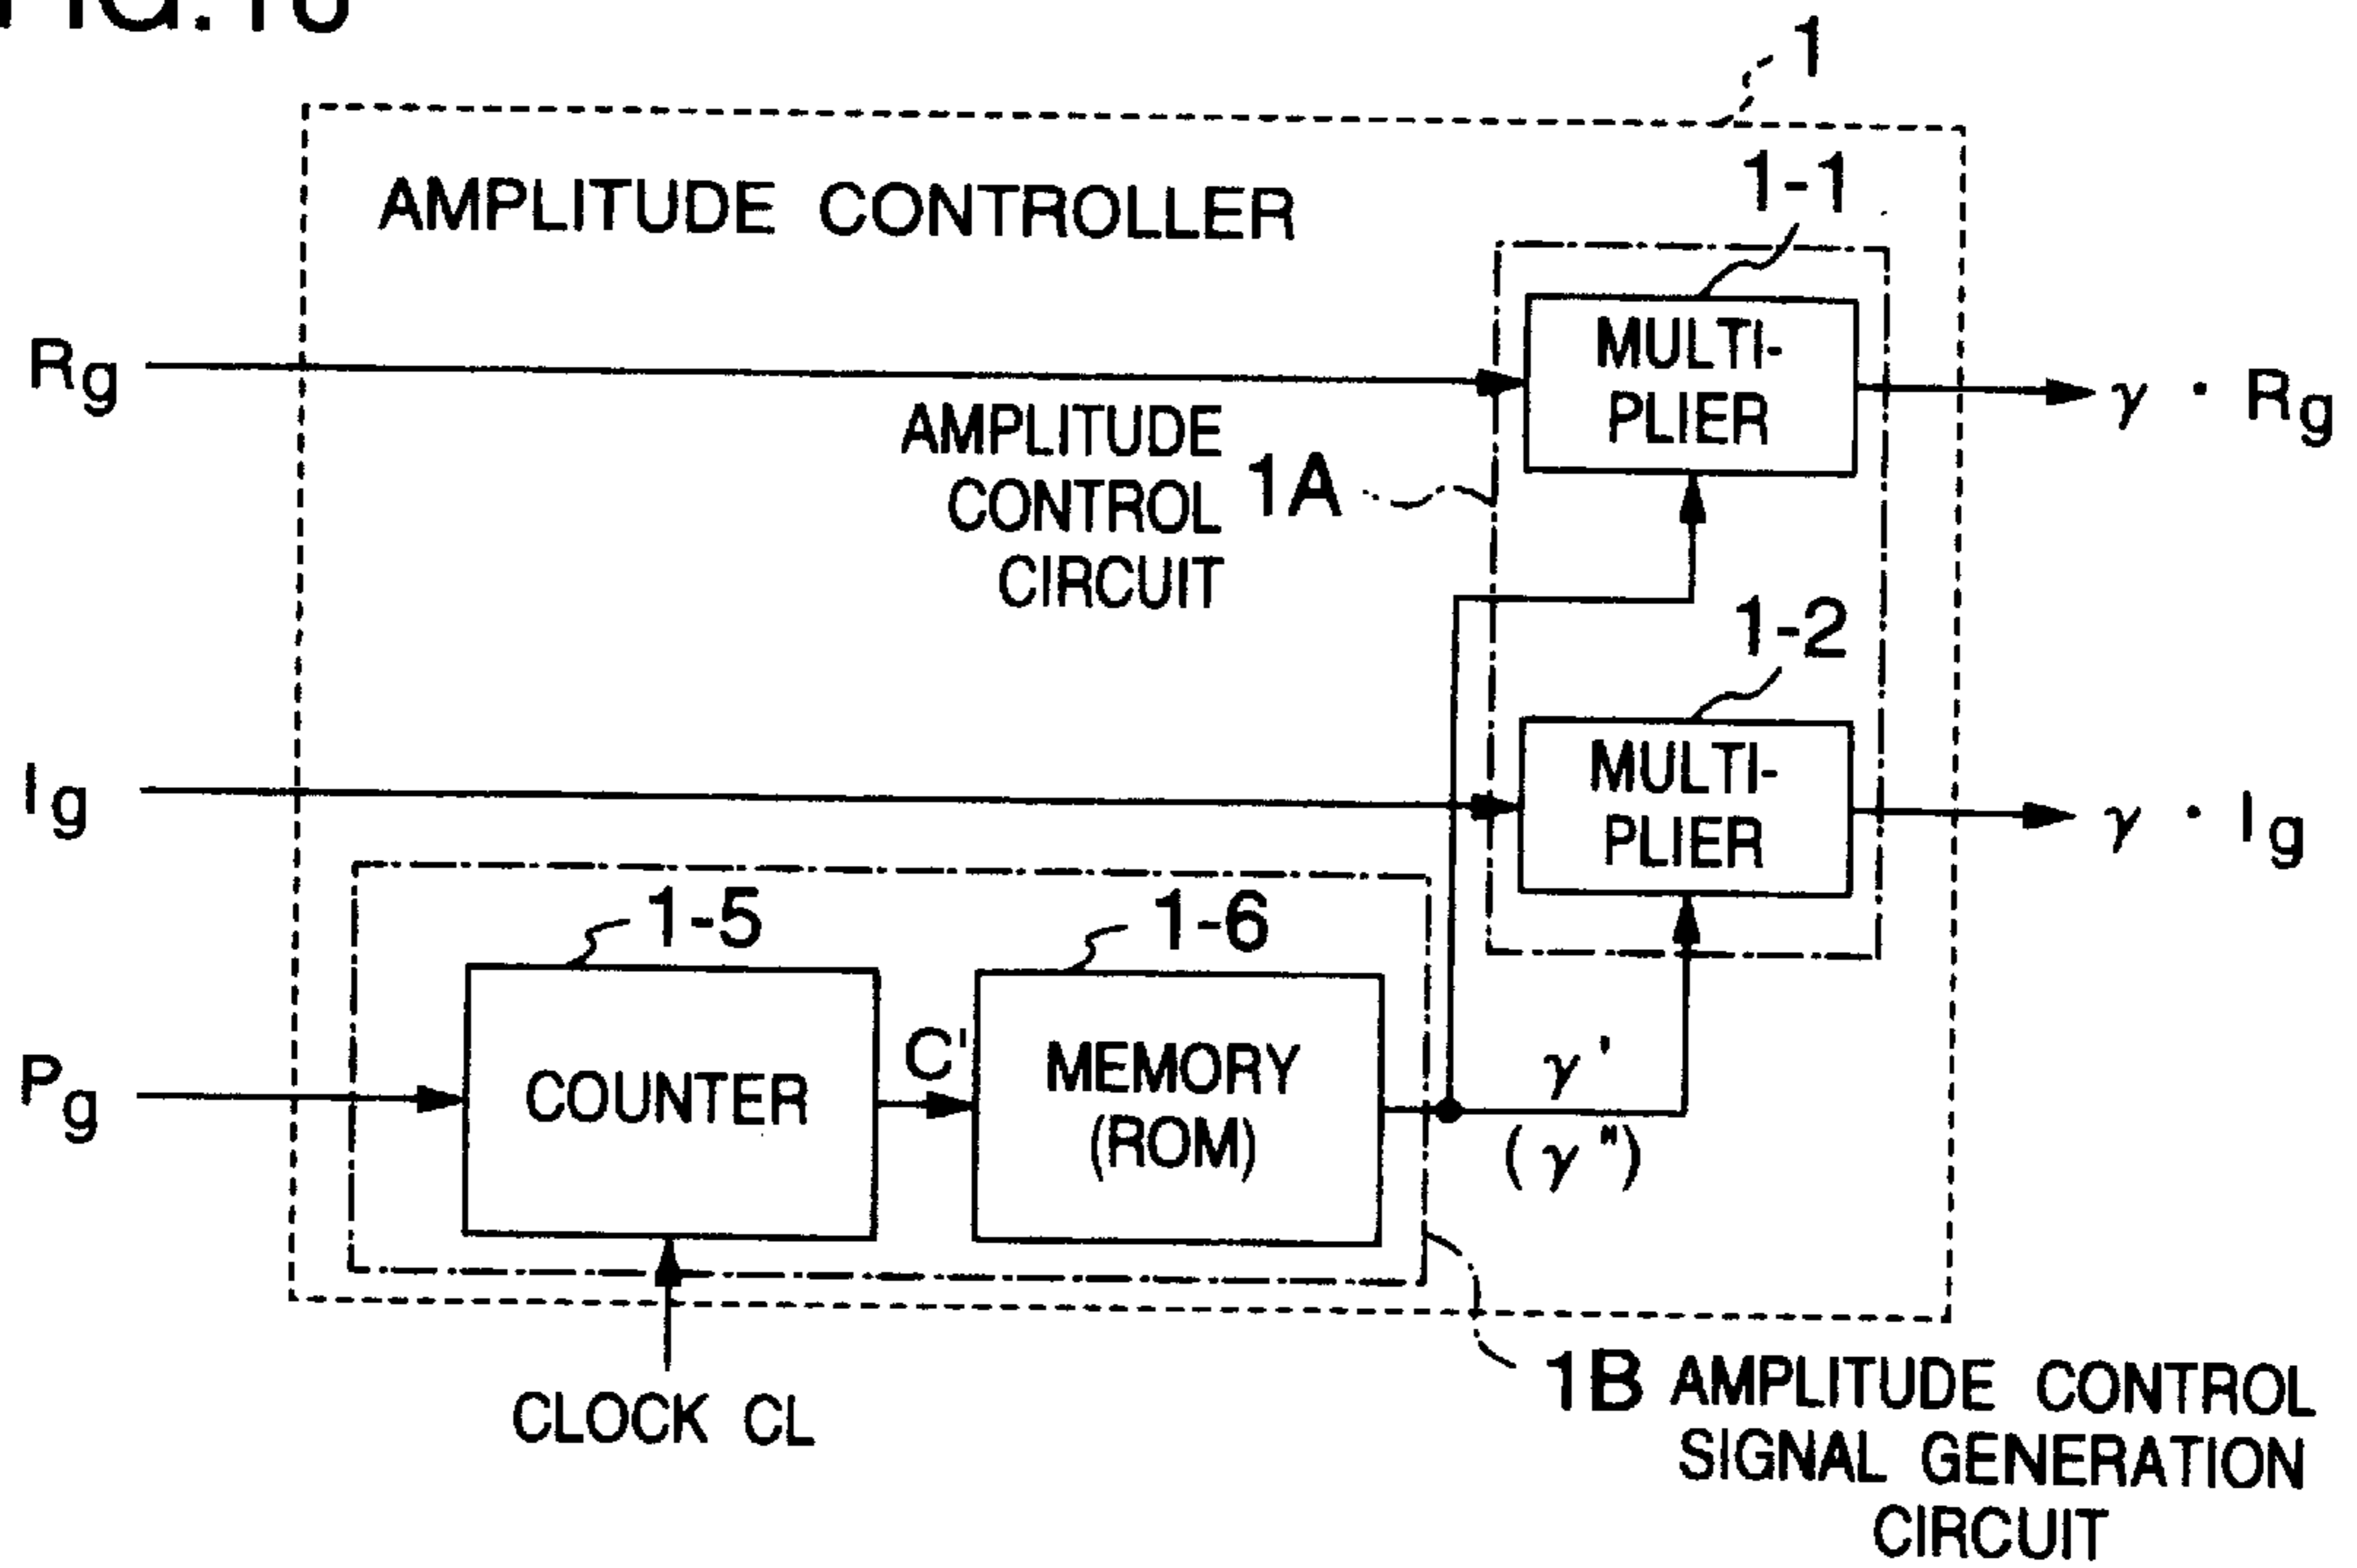 1
AMPLITUDE CONTROLLER
1-1
Rg
MULTI-
PLIER
γ · Rg
AMPLITUDE
CONTROL
CIRCUIT
1A
1-2
Ig
MULTI-
PLIER
γ · Ig
1-5
1-6
Pg
COUNTER
C'
MEMORY
(ROM)
γ'
(γ")
CLOCK CL
1B AMPLITUDE CONTROL
SIGNAL GENERATION
CIRCUIT